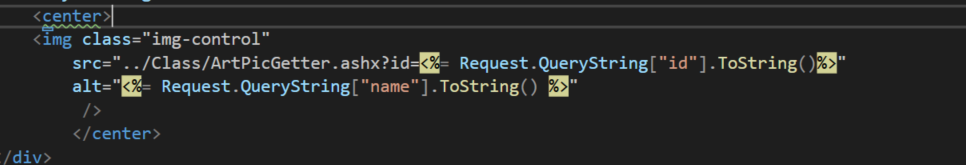 <center>
<img class="img-control"
src="../Class/ArtPicGetter.ashx?id=<%= Request.QueryString["id"].ToString()%>"
alt="<%= Request.QueryString["name"].ToString() %>"
/>
</center>
</div>